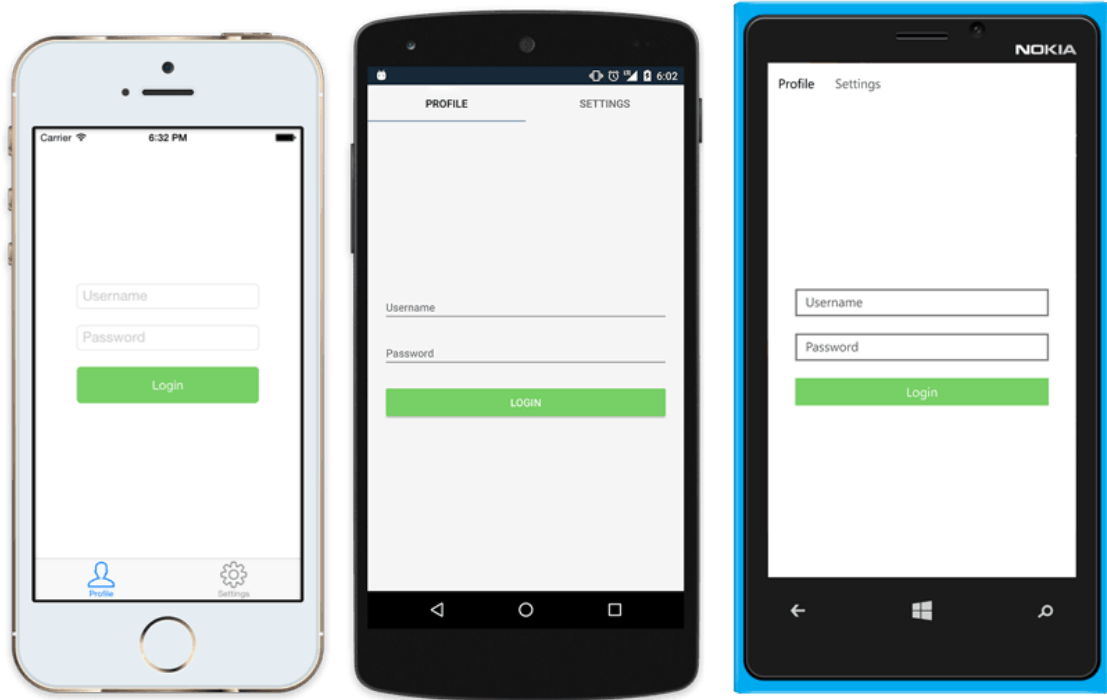 Carrier 6:32 PM
Username
Password
Login
Profile Settings
LTE 6:02
PROFILE SETTINGS
Username
Password
LOGIN
NOKIA
Profile Settings
Username
Password
Login